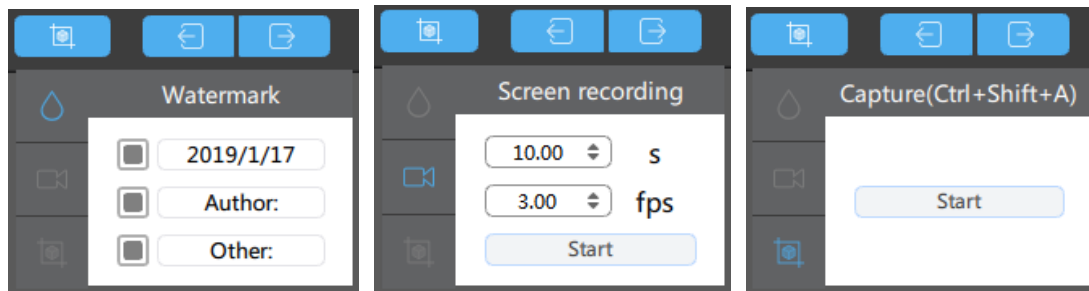 Watermark
2019/1/17
Author:
Other:
Screen recording
10.00 s
3.00 fps
Start
Capture(Ctrl+Shift+A)
Start